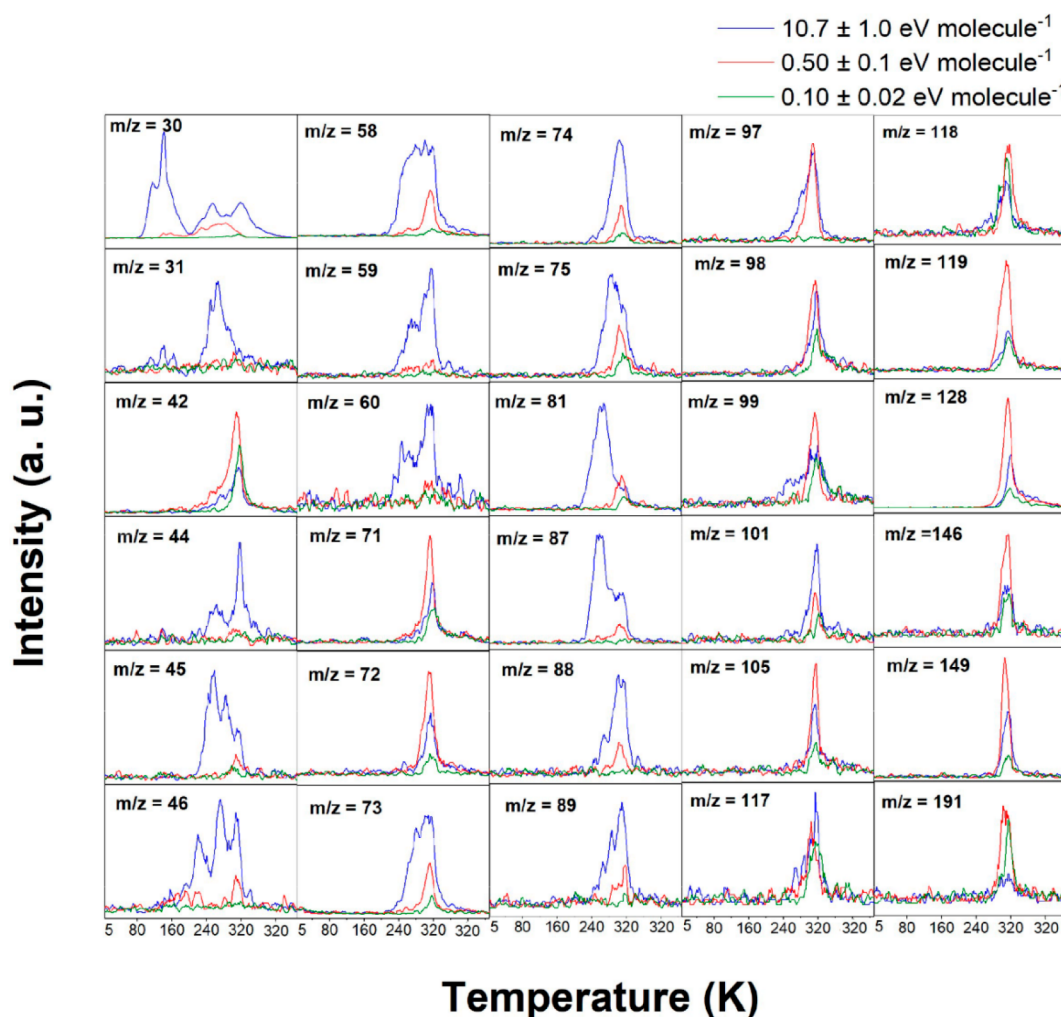 10.7 ± 1.0 eV molecule⁻¹
0.50 ± 0.1 eV molecule⁻¹
0.10 ± 0.02 eV molecule⁻¹
m/z = 30 m/z = 58 m/z = 74 m/z = 97 m/z = 118
m/z = 31 m/z = 59 m/z = 75 m/z = 98 m/z = 119
m/z = 42 m/z = 60 m/z = 81 m/z = 99 m/z = 128
m/z = 44 m/z = 71 m/z = 87 m/z = 101 m/z =146
m/z = 45 m/z = 72 m/z = 88 m/z = 105 m/z = 149
m/z = 46 m/z = 73 m/z = 89 m/z = 117 m/z = 191
5 80 160 240 320 5 80 160 240 320 5 80 160 240 320 5 80 160 240 320 5 80 160 240 320
Intensity (a. u.)
Temperature (K)